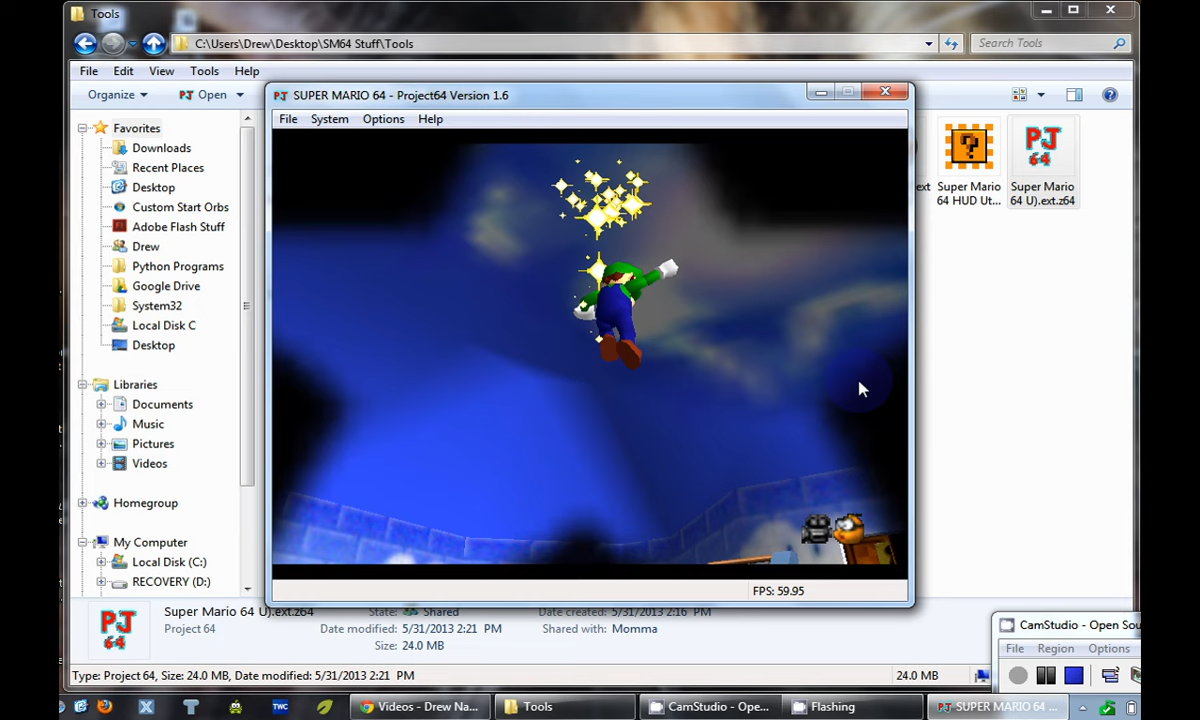 Tools
C:\Users\Drew\Desktop\SM64 Stuff\Tools
Search Tools
File Edit View Tools Help
Organize
Open
SUPER MARIO 64 - Project64 Version 1.6
File System Options Help
Favorites
Downloads
Recent Places
Desktop
Custom Start Orbs
Adobe Flash Stuff
Drew
Python Programs
Google Drive
System32
Local Disk C
Desktop
Libraries
Documents
Music
Pictures
Videos
Homegroup
My Computer
Local Disk (C:)
RECOVERY (D:)
?
PJ
64
ext
Super Mario
64 HUD Ut...
Super Mario
64 U).ext.z64
FPS: 59.95
PJ
64
Super Mario 64 U).ext.z64
Project 64
State: Shared
Date modified: 5/31/2013 2:21 PM
Size: 24.0 MB
Date created: 5/31/2013 2:16 PM
Shared with: Momma
Type: Project 64, Size: 24.0 MB, Date modified: 5/31/2013 2:21 PM
24.0 MB
CamStudio - Open Sou
File Region Options
TWC
Videos - Drew Na...
Tools
CamStudio - Ope...
Flashing
SUPER MARIO 64 ...